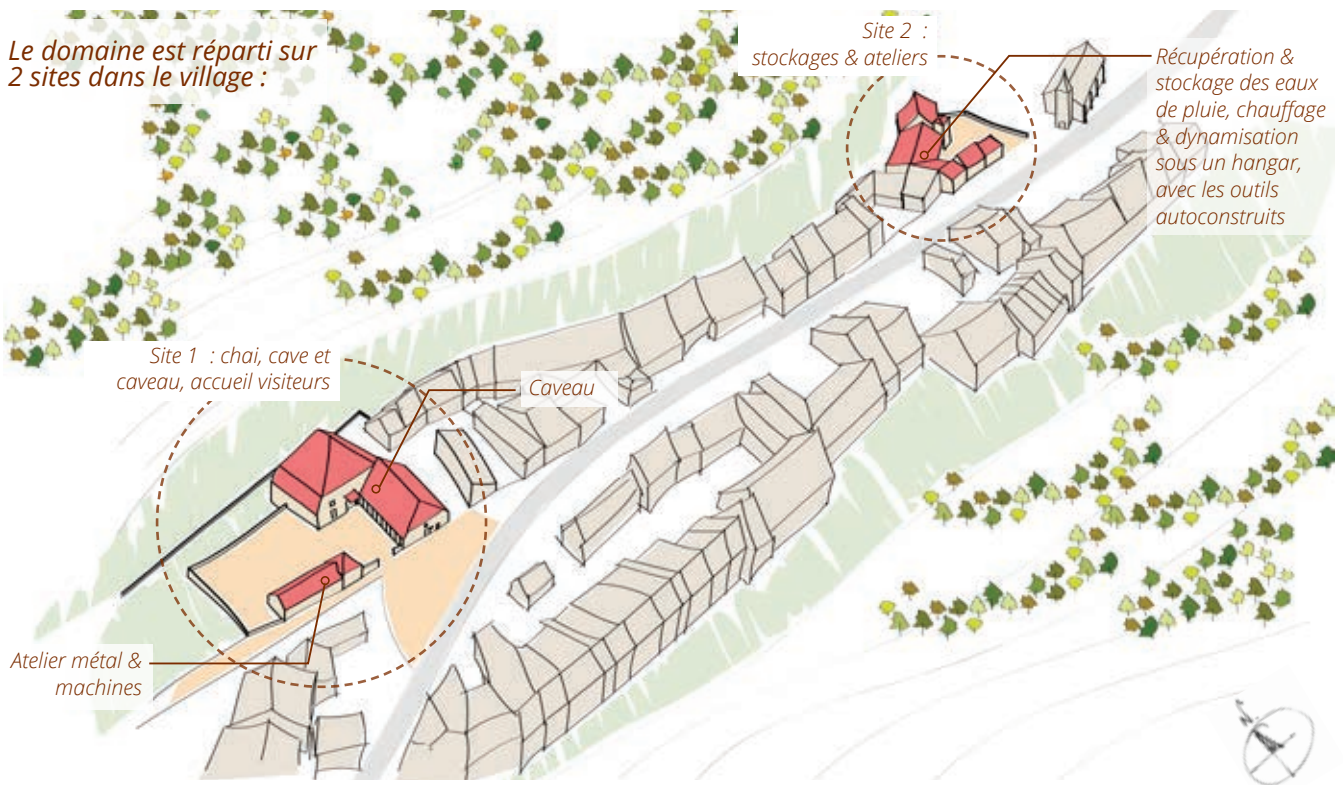 Le domaine est réparti sur
2 sites dans le village :
Site 2 :
stockages & ateliers
Récupération &
stockage des eaux
de pluie, chauffage
& dynamisation
sous un hangar,
avec les outils
autoconstruits
Site 1 : chai, cave et
caveau, accueil visiteurs
Caveau
Atelier métal &
machines
N